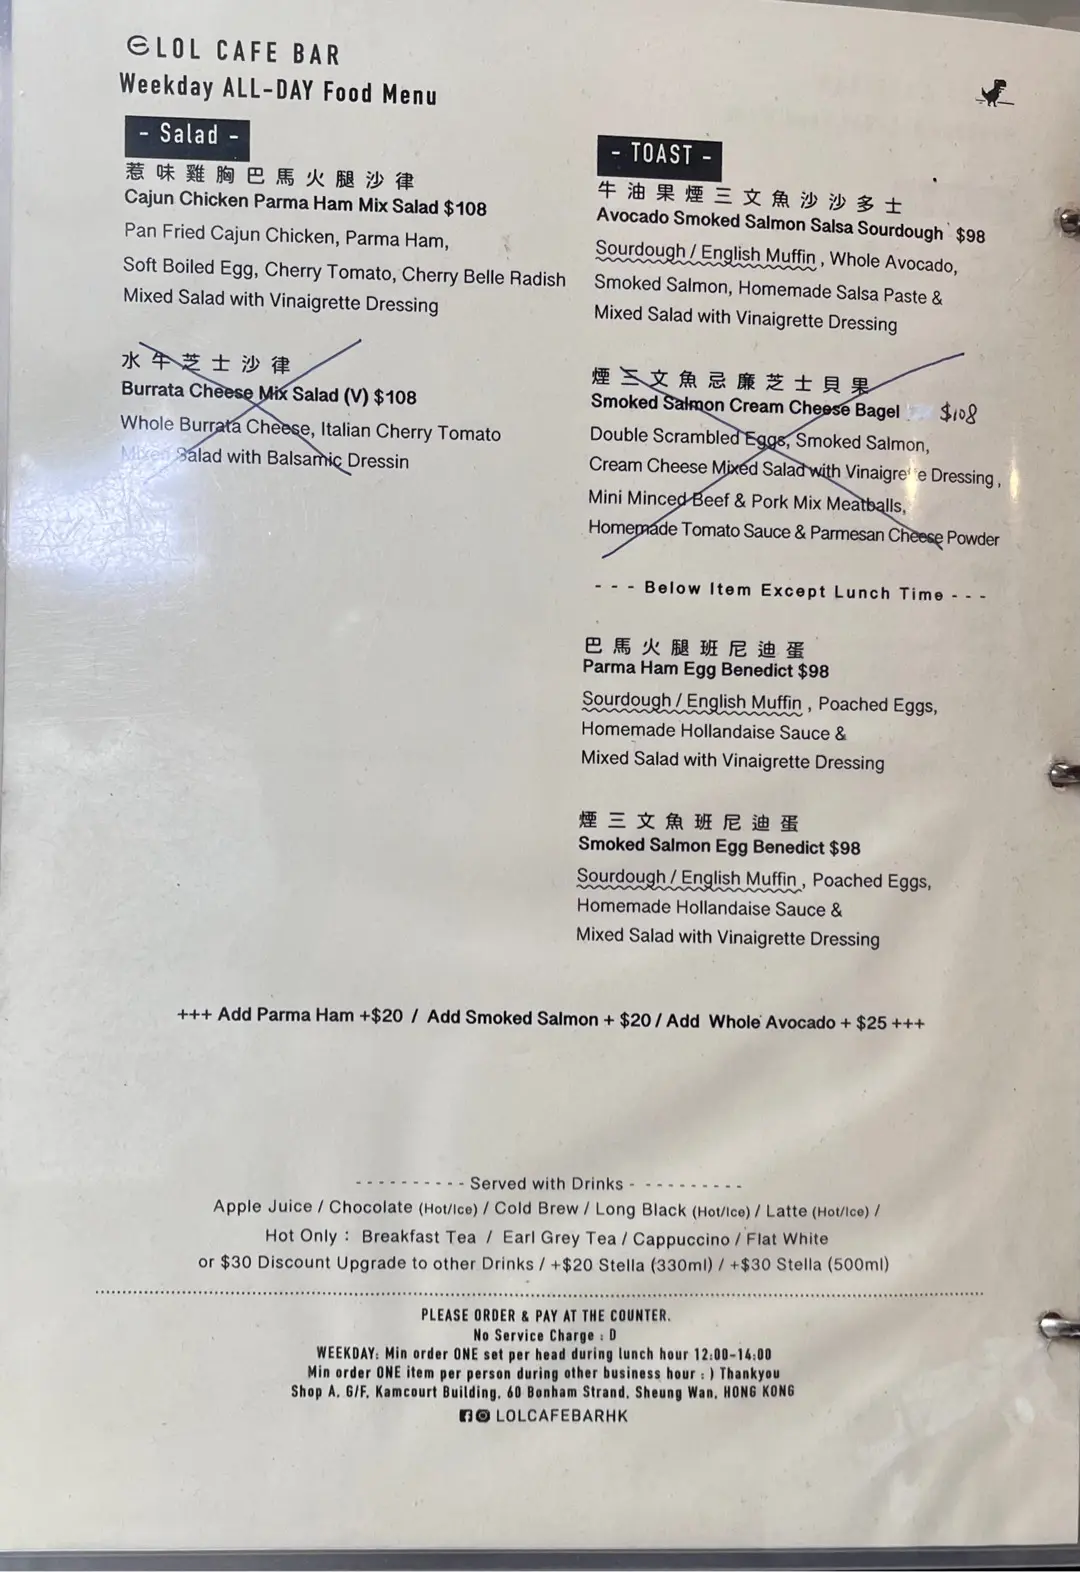 LOL CAFE BAR
Weekday ALL-DAY Food Menu
- Salad -
惹味雞胸巴馬火腿沙律
Cajun Chicken Parma Ham Mix Salad $108
Pan Fried Cajun Chicken, Parma Ham,
Soft Boiled Egg, Cherry Tomato, Cherry Belle Radish
Mixed Salad with Vinaigrette Dressing
水牛芝士沙律
Burrata Cheese Mix Salad (V) $108
Whole Burrata Cheese, Italian Cherry Tomato
Mixed Salad with Balsamic Dressin
- TOAST -
牛油果煙三文魚沙沙多士
Avocado Smoked Salmon Salsa Sourdough $98
Sourdough / English Muffin , Whole Avocado,
Smoked Salmon, Homemade Salsa Paste &
Mixed Salad with Vinaigrette Dressing
煙三文魚忌廉芝士貝果
Smoked Salmon Cream Cheese Bagel $108
Double Scrambled Eggs, Smoked Salmon,
Cream Cheese Mixed Salad with Vinaigrette Dressing,
Mini Minced Beef & Pork Mix Meatballs,
Homemade Tomato Sauce & Parmesan Cheese Powder
- - - Below Item Except Lunch Time - - -
巴馬火腿班尼迪蛋
Parma Ham Egg Benedict $98
Sourdough / English Muffin , Poached Eggs,
Homemade Hollandaise Sauce &
Mixed Salad with Vinaigrette Dressing
煙三文魚班尼迪蛋
Smoked Salmon Egg Benedict $98
Sourdough / English Muffin , Poached Eggs,
Homemade Hollandaise Sauce &
Mixed Salad with Vinaigrette Dressing
+++ Add Parma Ham +$20 / Add Smoked Salmon + $20 / Add Whole Avocado + $25 +++
- - - - - - - - - - Served with Drinks - - - - - - - - - -
Apple Juice / Chocolate (Hot/Ice) / Cold Brew / Long Black (Hot/Ice) / Latte (Hot/Ice) /
Hot Only : Breakfast Tea / Earl Grey Tea / Cappuccino / Flat White
or $30 Discount Upgrade to other Drinks / +$20 Stella (330ml) / +$30 Stella (500ml)
PLEASE ORDER & PAY AT THE COUNTER.
No Service Charge : D
WEEKDAY: Min order ONE set per head during lunch hour 12:00-14:00
Min order ONE item per person during other business hour : ) Thankyou
Shop A, G/F, Kamcourt Building, 60 Bonham Strand, Sheung Wan, HONG KONG
LOLCAFEBARHK